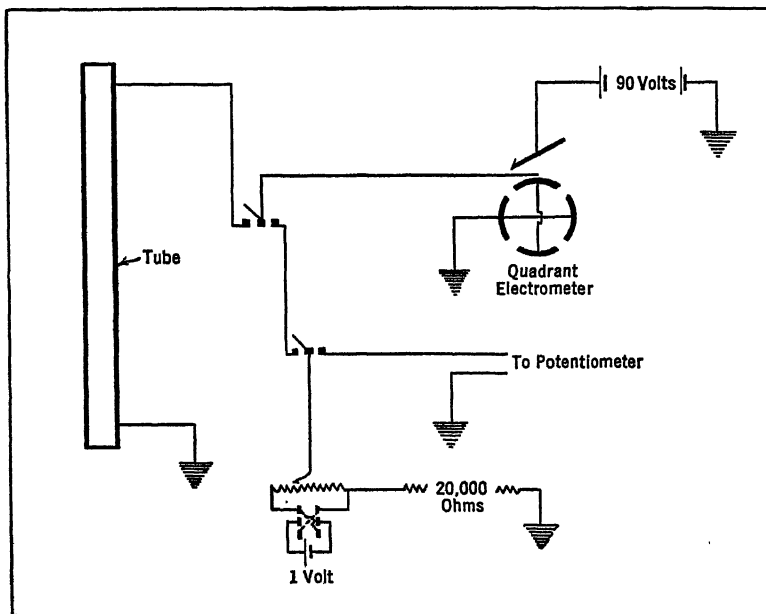 90 Volts
Tube
Quadrant
Electrometer
To Potentiometer
20,000
Ohms
1 Volt